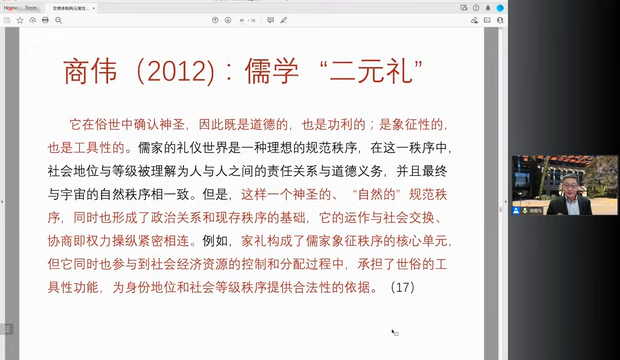 商伟（2012）：儒学“二元礼”
它在俗世中确认神圣，因此既是道德的，也是功利的；是象征性的，
也是工具性的。儒家的礼仪世界是一种理想的规范秩序，在这一秩序中，
社会地位与等级被理解为人与人之间的责任关系与道德义务，并且最终
与宇宙的自然秩序相一致。但是，这样一个神圣的、“自然的”规范秩
序，同时也形成了政治关系和现存秩序的基础，它的运作与社会交换、
协商即权力操纵紧密相连。例如，家礼构成了儒家象征秩序的核心单元，
但它同时也参与到社会经济资源的控制和分配过程中，承担了世俗的工
具性功能，为身份地位和社会等级秩序提供合法性的依据。（17）